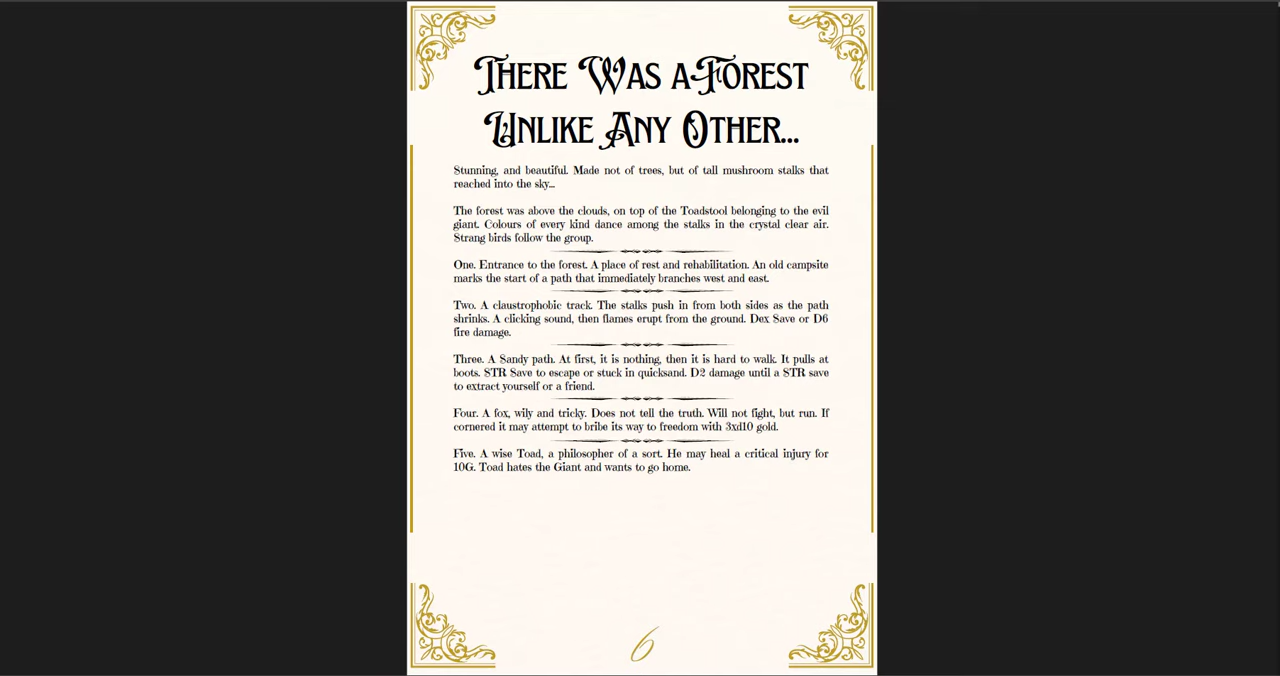 There Was a Forest
Unlike Any Other...
Stunning, and beautiful. Made not of trees, but of tall mushroom stalks that
reached into the sky...
The forest was above the clouds, on top of the Toadstool belonging to the evil
giant. Colours of every kind dance among the stalks in the crystal clear air.
Strang birds follow the group.
One. Entrance to the forest. A place of rest and rehabilitation. An old campsite
marks the start of a path that immediately branches west and east.
Two. A claustrophobic track. The stalks push in from both sides as the path
shrinks. A clicking sound, then flames erupt from the ground. Dex Save or D6
fire damage.
Three. A Sandy path. At first, it is nothing, then it is hard to walk. It pulls at
boots. STR Save to escape or stuck in quicksand. D2 damage until a STR save
to extract yourself or a friend.
Four. A fox, wily and tricky. Does not tell the truth. Will not fight, but run. If
cornered it may attempt to bribe its way to freedom with 3xd10 gold.
Five. A wise Toad, a philosopher of a sort. He may heal a critical injury for
10G. Toad hates the Giant and wants to go home.
6